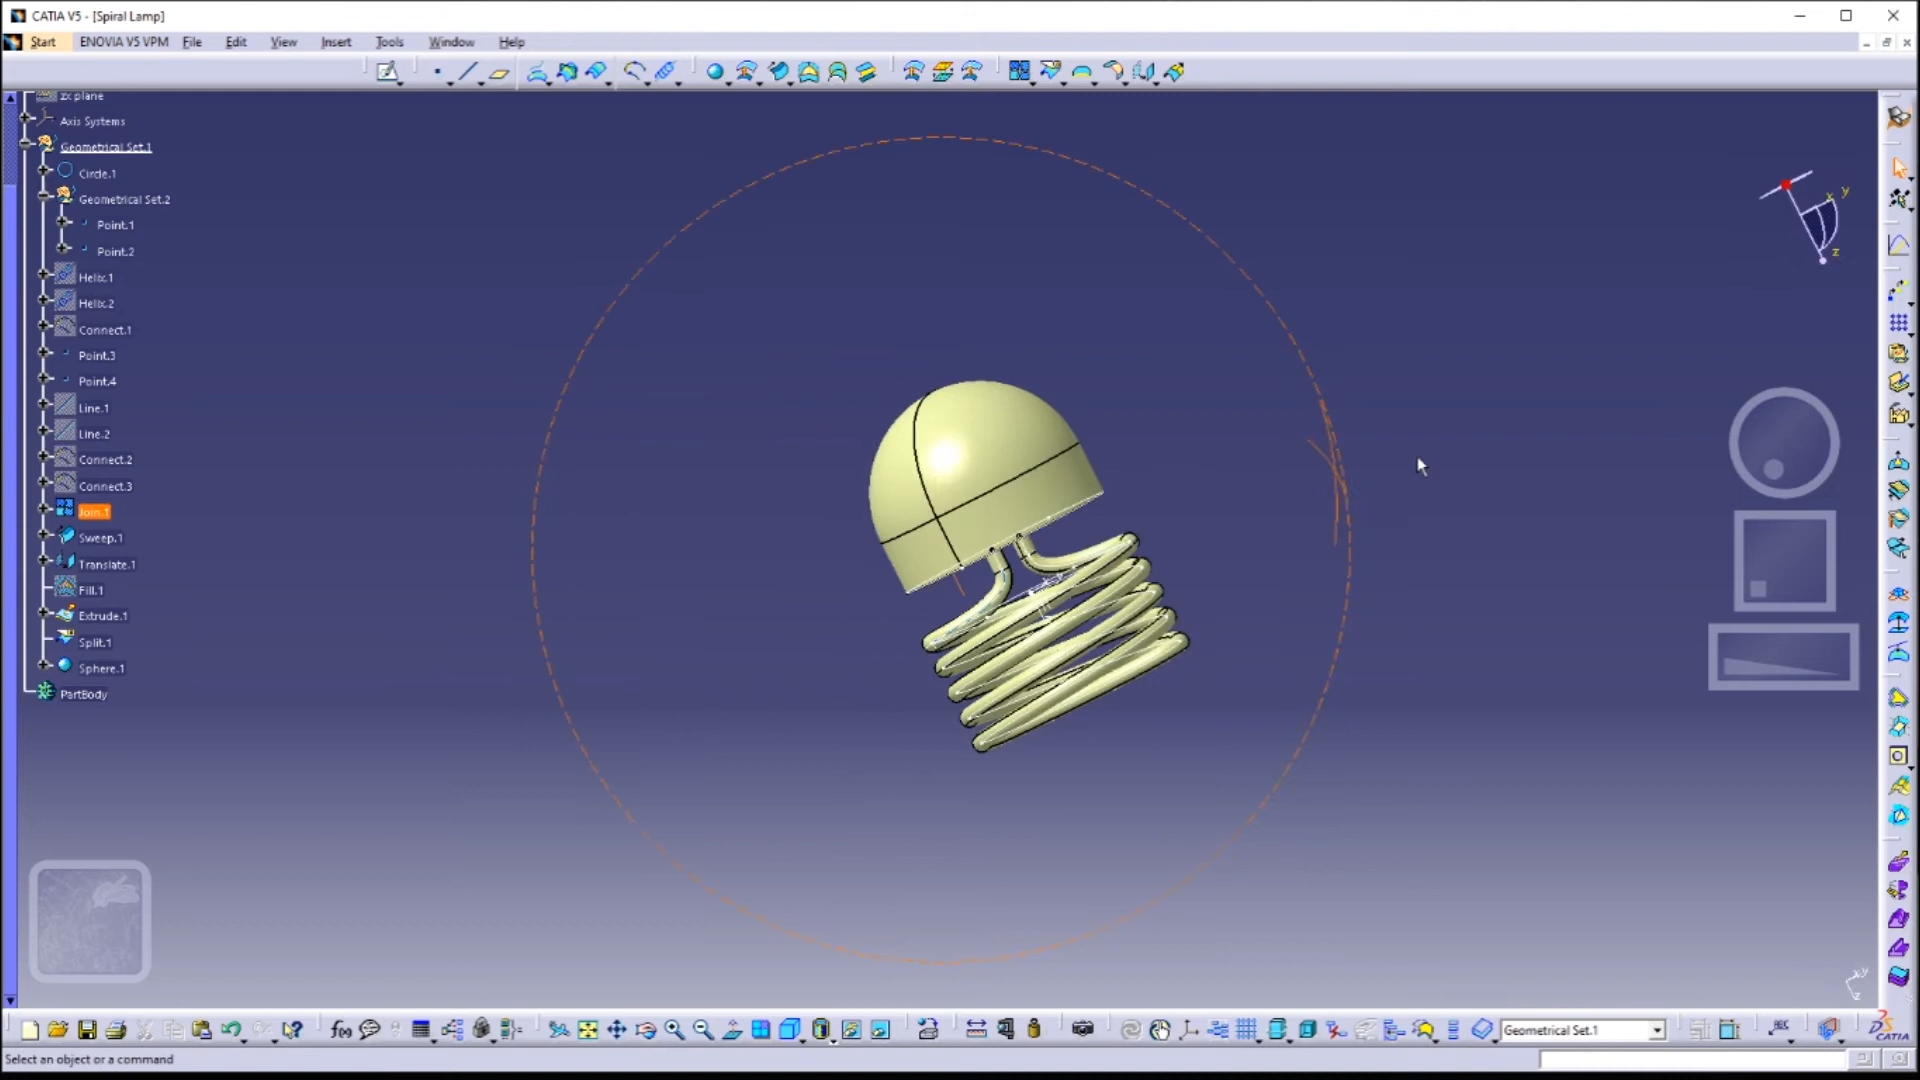 CATIA V5 - [Spiral Lamp]
Start ENOVIA V5 VPM File Edit View Insert Tools Window Help
zx plane
Axis Systems
Geometrical Set.1
Circle.1
Geometrical Set.2
Point.1
Point.2
Helix.1
Helix.2
Connect.1
Point.3
Point.4
Line.1
Line.2
Connect.2
Connect.3
Join.1
Sweep.1
Translate.1
Fill.1
Extrude.1
Split.1
Sphere.1
PartBody
x y
z
xy
z
f(x) Geometrical Set.1 CATIA
Select an object or a command